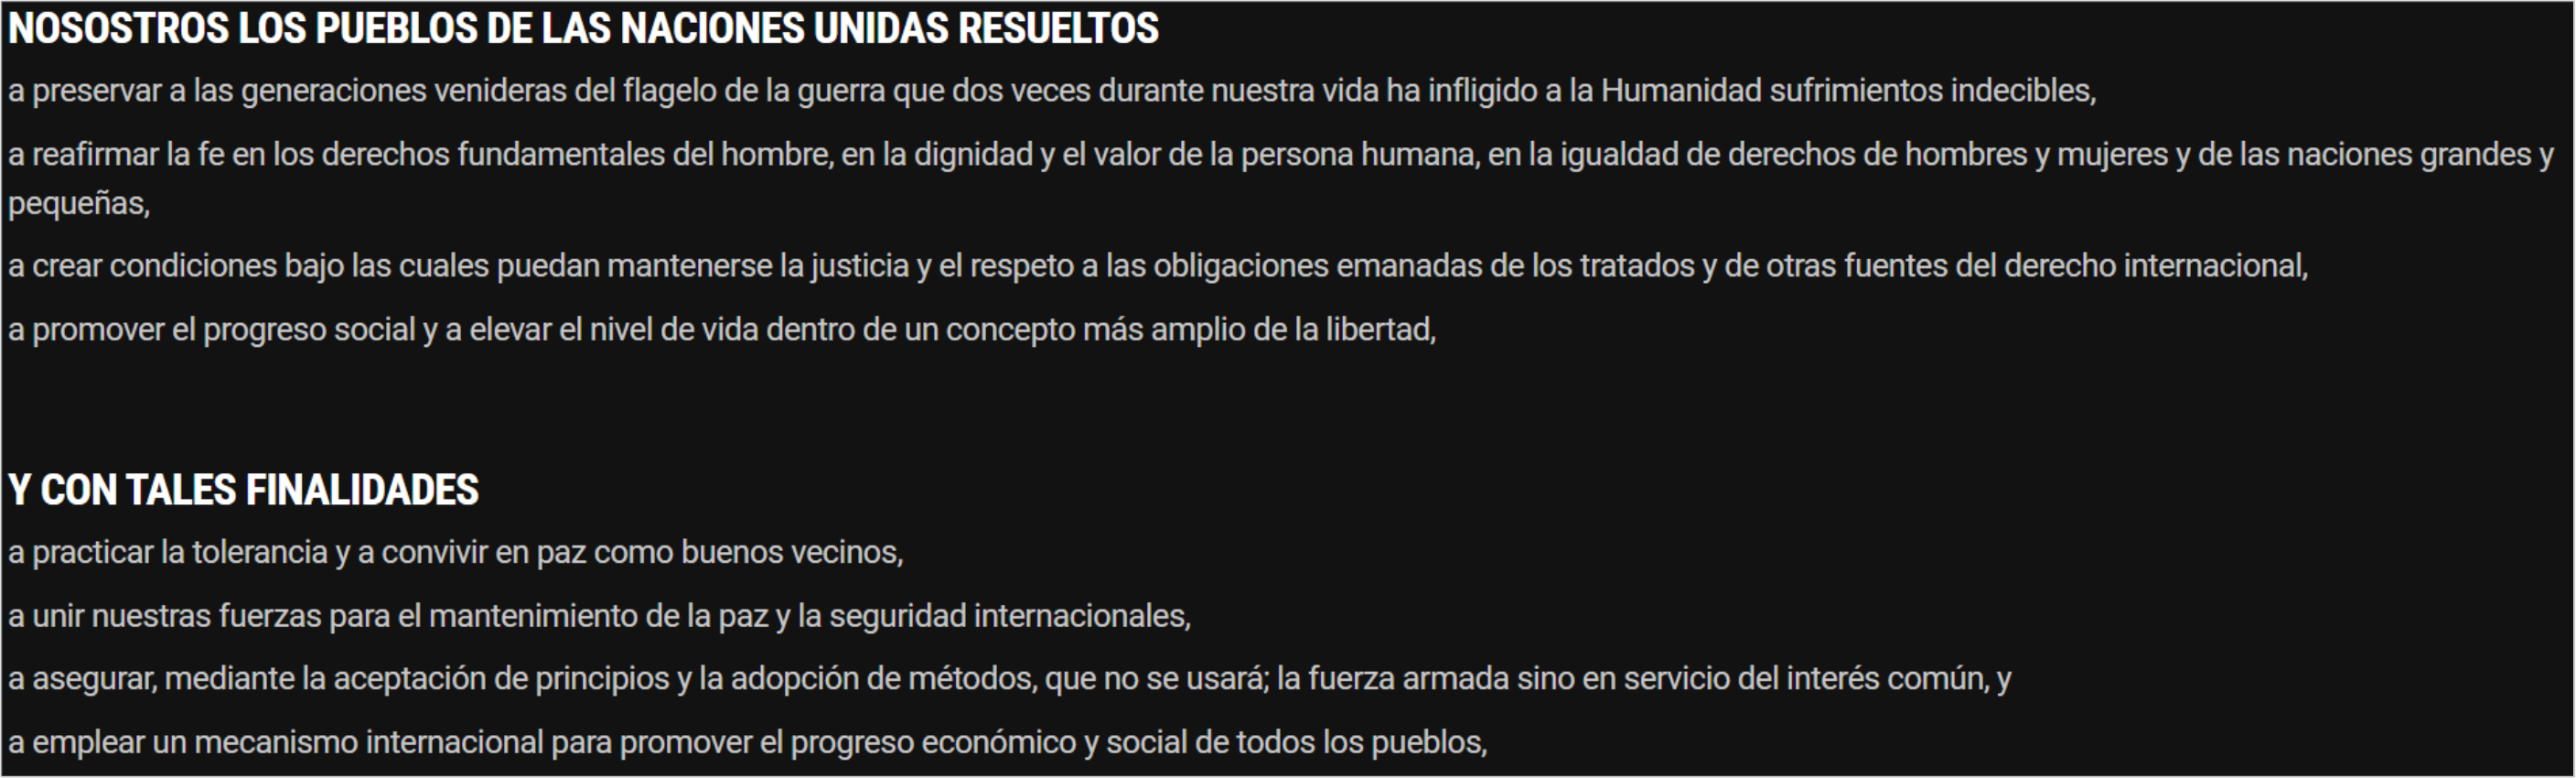 NOSOSTROS LOS PUEBLOS DE LAS NACIONES UNIDAS RESUELTOS
a preservar a las generaciones venideras del flagelo de la guerra que dos veces durante nuestra vida ha infligido a la Humanidad sufrimientos indecibles,
a reafirmar la fe en los derechos fundamentales del hombre, en la dignidad y el valor de la persona humana, en la igualdad de derechos de hombres y mujeres y de las naciones grandes y
pequeñas,
a crear condiciones bajo las cuales puedan mantenerse la justicia y el respeto a las obligaciones emanadas de los tratados y de otras fuentes del derecho internacional,
a promover el progreso social y a elevar el nivel de vida dentro de un concepto más amplio de la libertad,
Y CON TALES FINALIDADES
a practicar la tolerancia y a convivir en paz como buenos vecinos,
a unir nuestras fuerzas para el mantenimiento de la paz y la seguridad internacionales,
a asegurar, mediante la aceptación de principios y la adopción de métodos, que no se usará; la fuerza armada sino en servicio del interés común, y
a emplear un mecanismo internacional para promover el progreso económico y social de todos los pueblos,